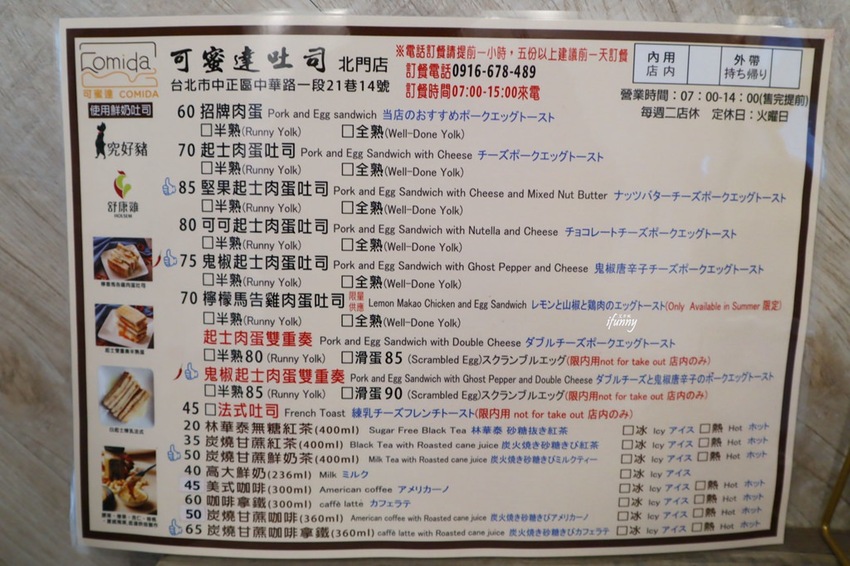 Comida
可蜜達 COMIDA
使用鮮奶吐司
究好豬
舒康雞
可蜜達吐司 北門店
台北市中正區中華路一段21巷14號
※電話訂餐請提前一小時，五份以上建議前一天訂餐
訂餐電話0916-678-489
訂餐時間07:00-15:00來電
內用 店內 外帶 持ち帰り
營業時間：07：00-14：00(售完提前)
每週二店休 定休日：火曜日
60 招牌肉蛋 Pork and Egg sandwich 当店のおすすめポークエッグトースト
□半熟(Runny Yolk) □全熟(Well-Done Yolk)
70 起士肉蛋吐司 Pork and Egg Sandwich with Cheese チーズポークエッグトースト
□半熟(Runny Yolk) □全熟(Well-Done Yolk)
85 堅果起士肉蛋吐司 Pork and Egg Sandwich with Cheese and Mixed Nut Butter ナッツバターチーズポークエッグトースト
□半熟(Runny Yolk) □全熟(Well-Done Yolk)
80 可可起士肉蛋吐司 Pork and Egg Sandwich with Nutella and Cheese チョコレートチーズポークエッグトースト
□半熟(Runny Yolk) □全熟(Well-Done Yolk)
75 鬼椒起士肉蛋吐司 Pork and Egg Sandwich with Ghost Pepper and Cheese 鬼椒唐辛子チーズポークエッグトースト
□半熟(Runny Yolk) □全熟(Well-Done Yolk)
70 檸檬馬告雞肉蛋吐司 限量供應 Lemon Makao Chicken and Egg Sandwich レモンと山椒と鶏肉のエッグトースト(Only Available in Summer 限定)
□半熟(Runny Yolk) □全熟(Well-Done Yolk)
ifunny
起士肉蛋雙重奏 Pork and Egg Sandwich with Double Cheese ダブルチーズポークエッグトースト
□半熟80 (Runny Yolk) □滑蛋85 (Scrambled Egg)スクランブルエッグ(限內用not for take out 店内のみ)
鬼椒起士肉蛋雙重奏 Pork and Egg Sandwich with Ghost Pepper and Double Cheese ダブルチーズと鬼椒唐辛子のポークエッグトースト
□半熟85 (Runny Yolk) □滑蛋90 (Scrambled Egg)スクランブルエッグ(限內用not for take out 店内のみ)
45 □法式吐司 French Toast 練乳チーズフレンチトースト(限內用 not for take out 店内のみ)
20 林華泰無糖紅茶(400ml) Sugar Free Black Tea 林華泰 砂糖抜き紅茶 □冰 Icy アイス □熱 Hot ホット
35 炭燒甘蔗紅茶(400ml) Black Tea with Roasted cane juice 炭火焼き砂糖きび紅茶 □冰 Icy アイス □熱 Hot ホット
50 炭燒甘蔗鮮奶茶(400ml) Milk Tea with Roasted cane juice 炭火焼き砂糖きびミルクティー □冰 Icy アイス □熱 Hot ホット
40 高大鮮奶(236ml) Milk ミルク □冰 Icy アイス
45 美式咖啡(300ml) American coffee アメリカーノ □冰 Icy アイス □熱 Hot ホット
60 咖啡拿鐵(300ml) caffè latte カフェラテ □冰 Icy アイス □熱 Hot ホット
50 炭燒甘蔗咖啡(360ml) American coffee with Roasted cane juice 炭火焼き砂糖きびアメリカーノ □冰 Icy アイス □熱 Hot ホット
65 炭燒甘蔗咖啡拿鐵(360ml) caffè latte with Roasted cane juice 炭火焼き砂糖きびカフェラテ □冰 Icy アイス □熱 Hot ホット
檸檬馬告雞肉蛋吐司